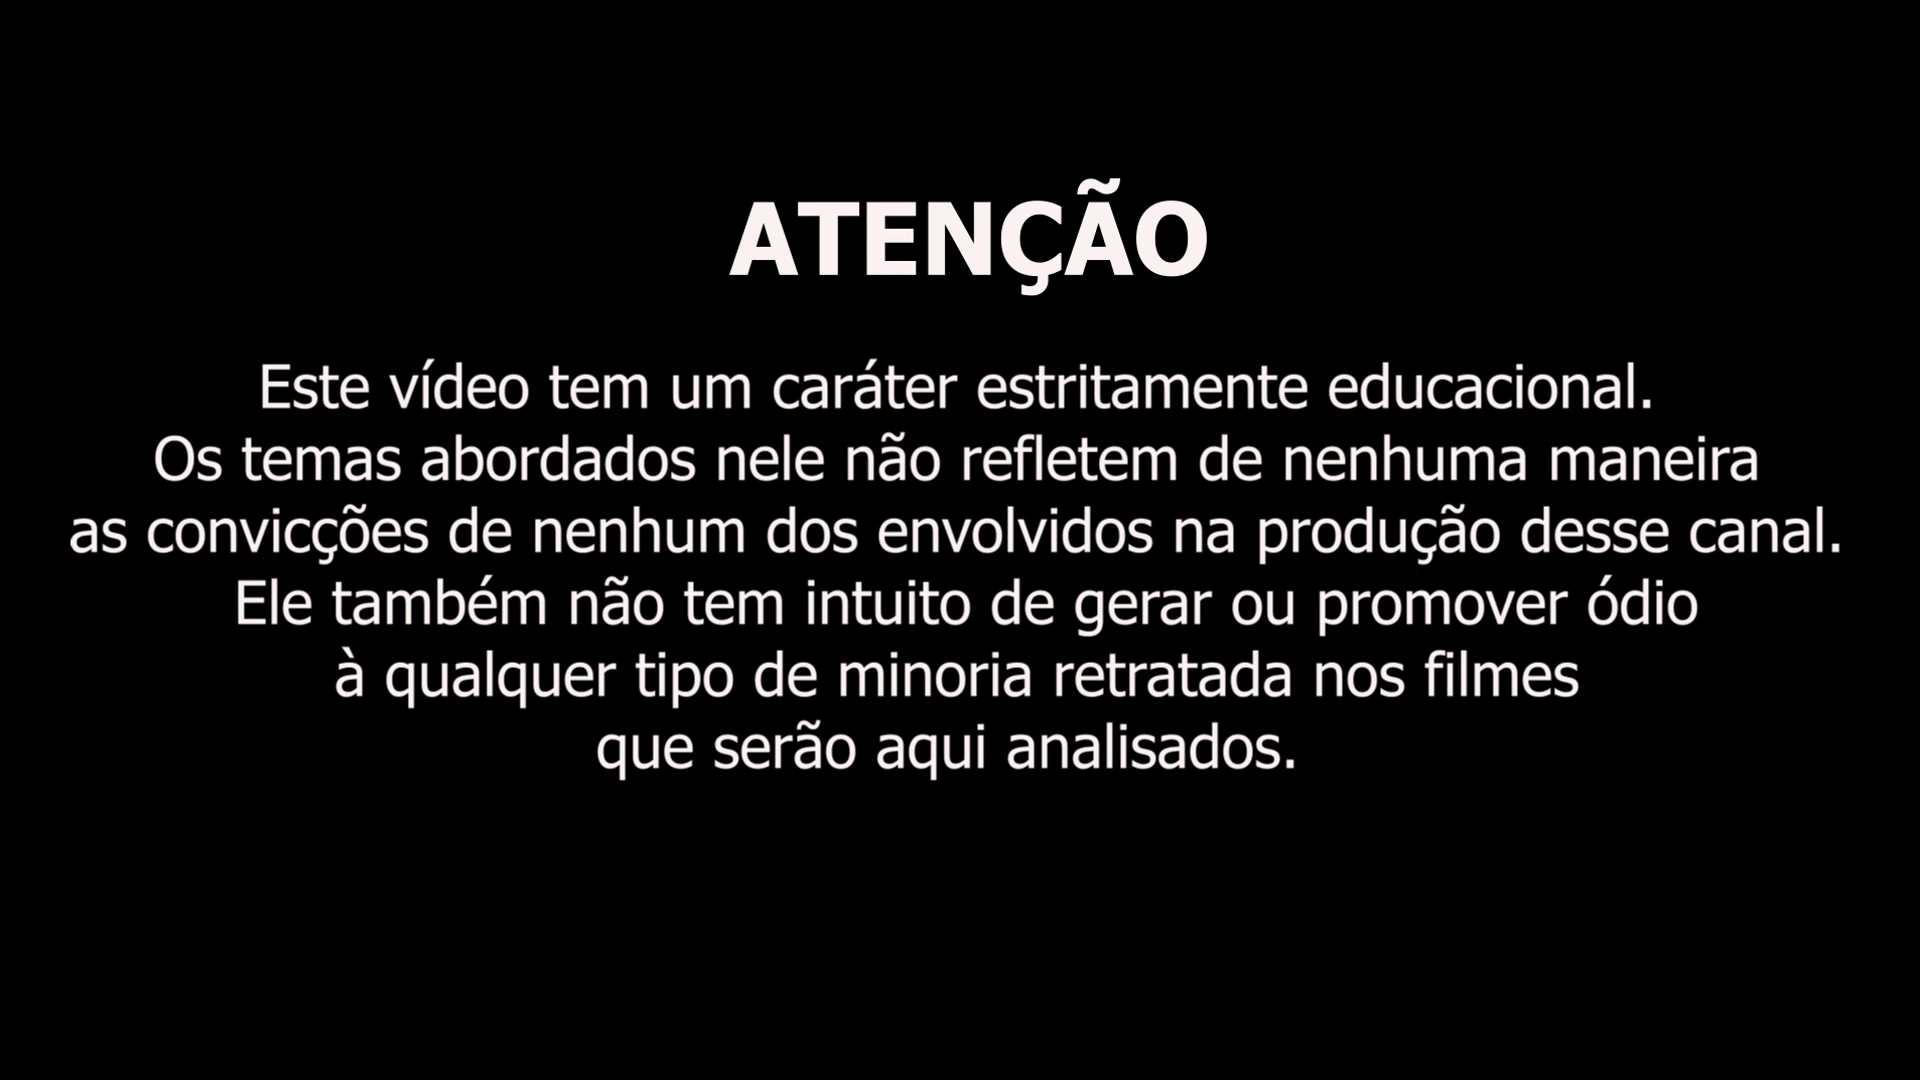 ATENÇÃO
Este vídeo tem um caráter estritamente educacional.
Os temas abordados nele não refletem de nenhuma maneira
as convicções de nenhum dos envolvidos na produção desse canal.
Ele também não tem intuito de gerar ou promover ódio
à qualquer tipo de minoria retratada nos filmes
que serão aqui analisados.